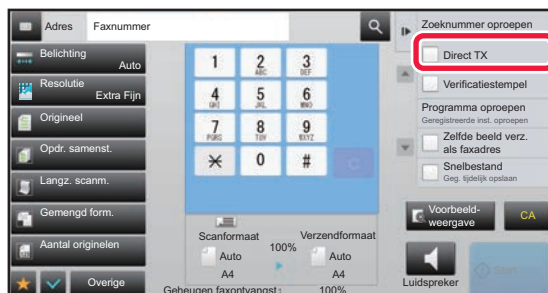 Adres
Faxnummer
Belichting
Auto
Resolutie
Extra Fijn
Origineel
Opdr. samenst.
Langz. scanm.
Gemengd form.
Aantal originelen
Overige
1
2
ABC
3
DEF
4
GHI
5
JKL
6
MNO
7
PQRS
8
TUV
9
WXYZ
0
#
C
Scanformaat
Auto
A4
100%
Verzendformaat
Auto
A4
Geheugen faxontvangst:
100%
Zoeknummer oproepen
Direct TX
Verificatiestempel
Programma oproepen
Geregistreerde inst. oproepen
Zelfde beeld verz.
als faxadres
Snelbestand
Geg. tijdelijk opslaan
Voorbeeld-
weergave
CA
Luidspreker
Start